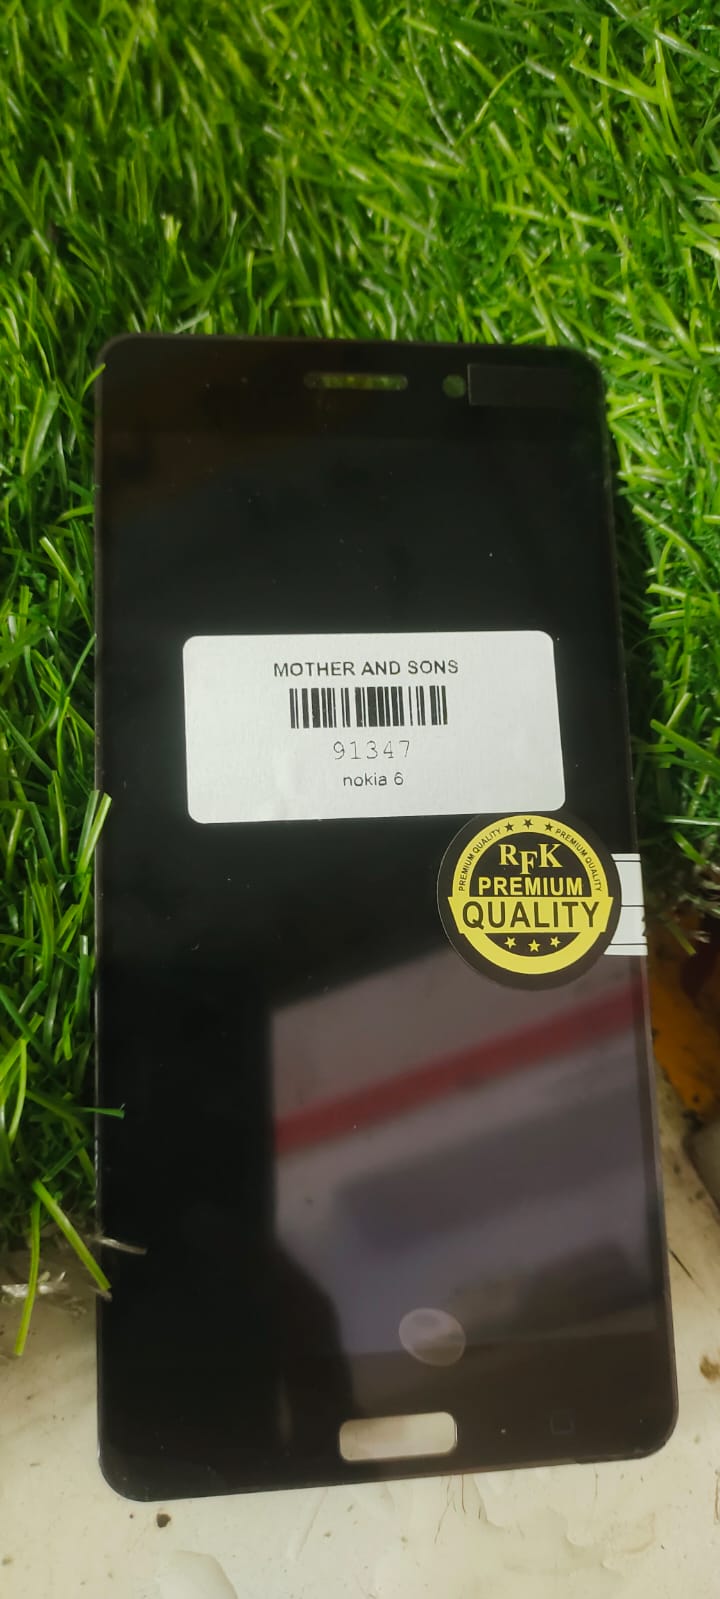 MOTHER AND SONS
91347
nokia 6
PREMIUM QUALITY ★ ★ ★ PREMIUM QUALITY
RFK
PREMIUM
QUALITY